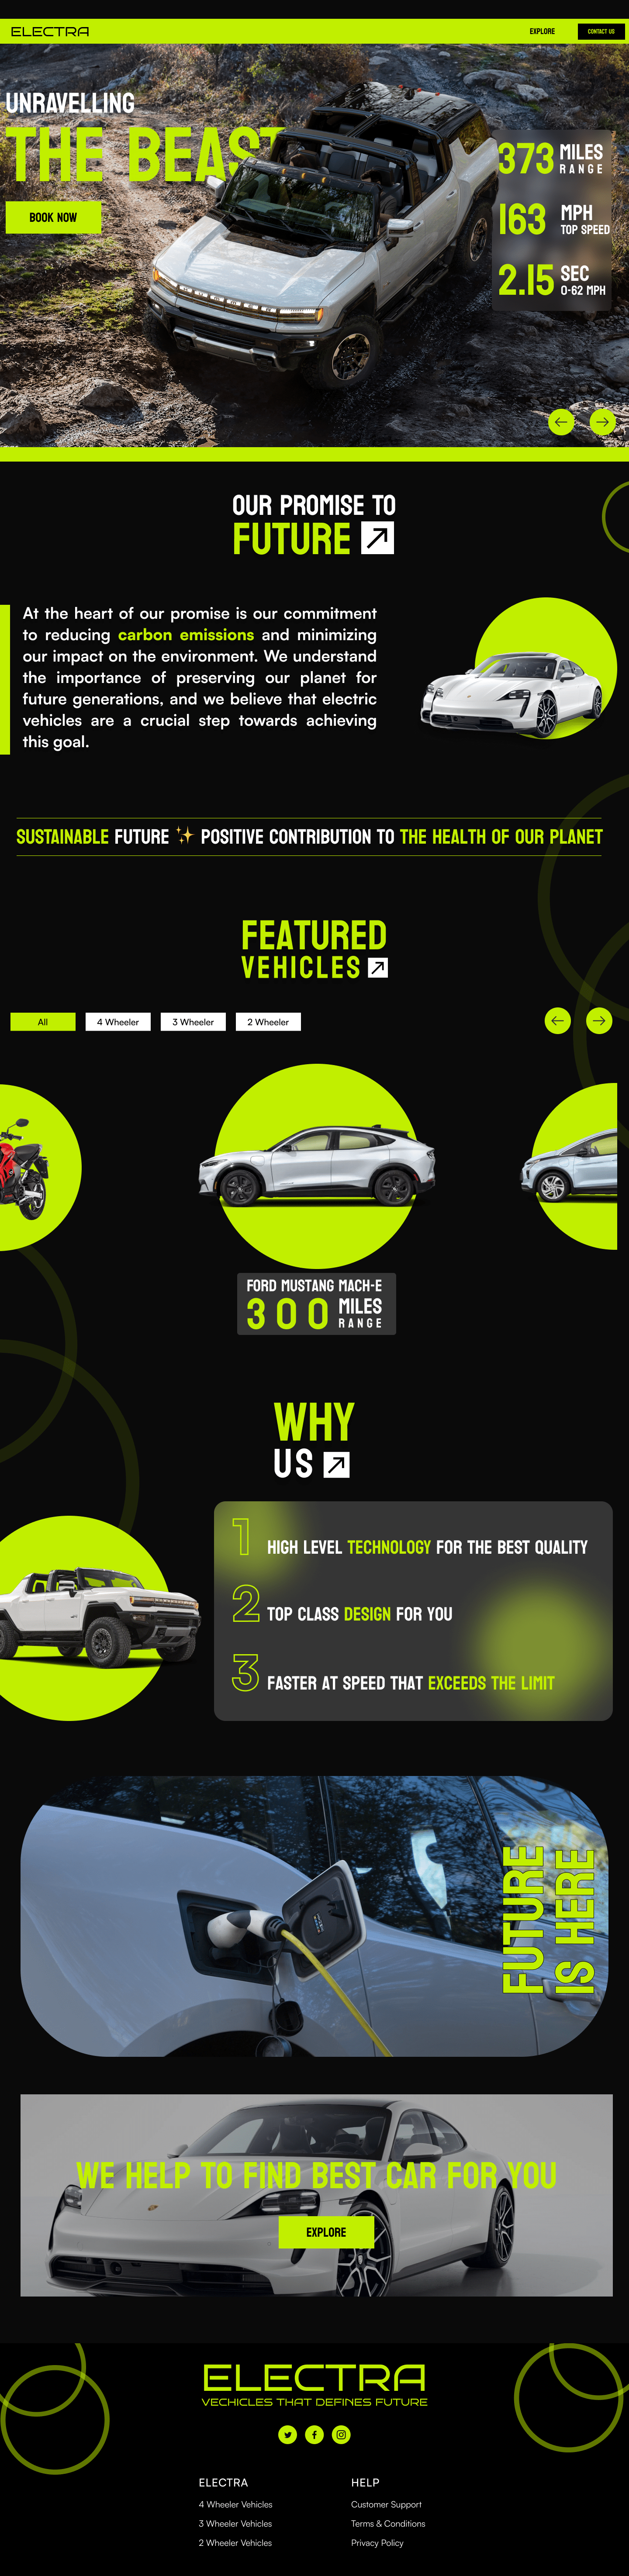 ELECTRA
EXPLORE
CONTACT US
UNRAVELLING
THE BEAST
BOOK NOW
373 MILES
RANGE
163 MPH
TOP SPEED
2.15 SEC
0-62 MPH
OUR PROMISE TO
FUTURE
At the heart of our promise is our commitment
to reducing carbon emissions and minimizing
our impact on the environment. We understand
the importance of preserving our planet for
future generations, and we believe that electric
vehicles are a crucial step towards achieving
this goal.
SUSTAINABLE FUTURE ✨ POSITIVE CONTRIBUTION TO THE HEALTH OF OUR PLANET
FEATURED
VEHICLES
All
4 Wheeler
3 Wheeler
2 Wheeler
FORD MUSTANG MACH-E
300 MILES
RANGE
WHY
US
1 HIGH LEVEL TECHNOLOGY FOR THE BEST QUALITY
2 TOP CLASS DESIGN FOR YOU
3 FASTER AT SPEED THAT EXCEEDS THE LIMIT
FUTURE
IS HERE
WE HELP TO FIND BEST CAR FOR YOU
EXPLORE
ELECTRA
VECHICLES THAT DEFINES FUTURE
ELECTRA
4 Wheeler Vehicles
3 Wheeler Vehicles
2 Wheeler Vehicles
HELP
Customer Support
Terms & Conditions
Privacy Policy